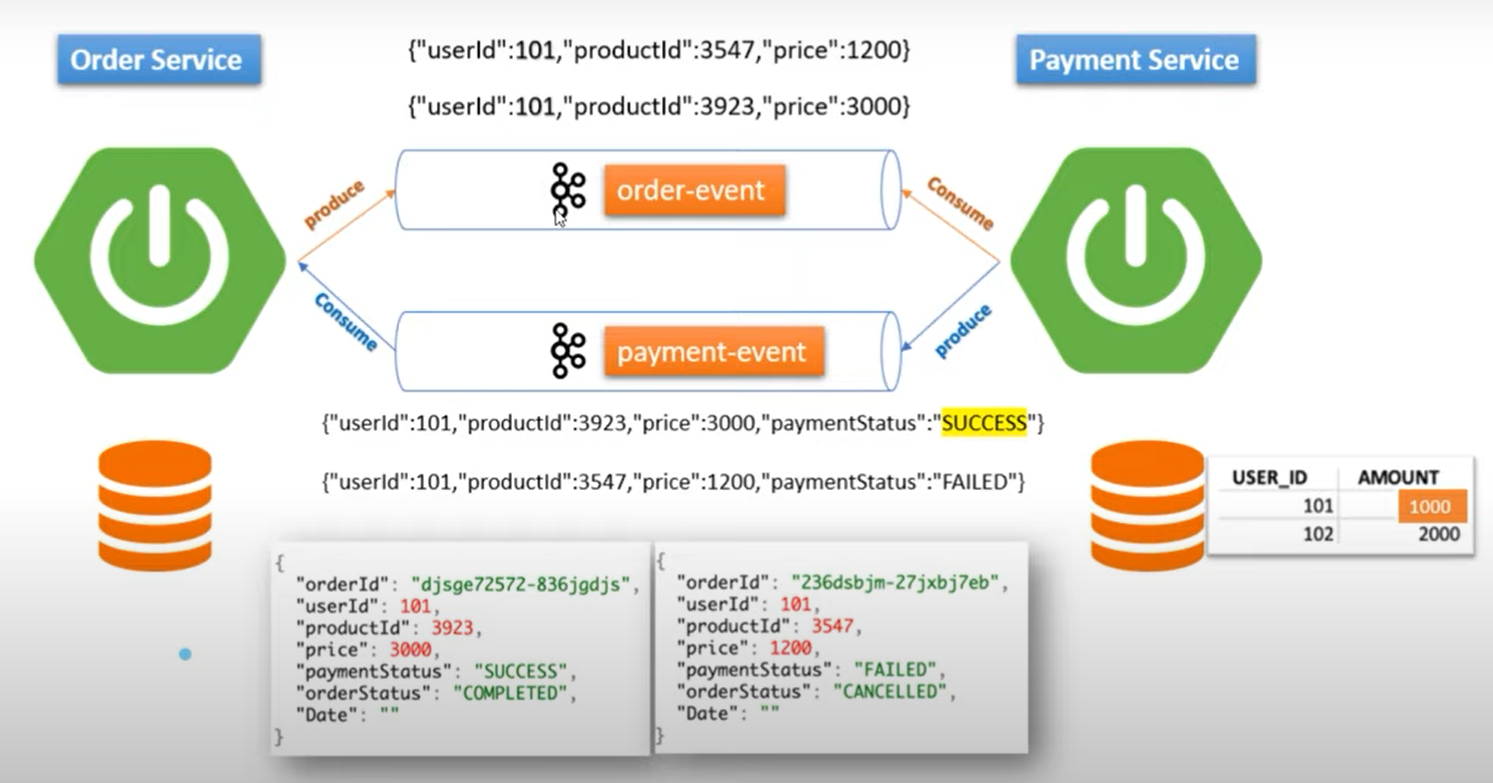 Order Service
{"userId":101,"productId":3547,"price":1200}
Payment Service
{"userId":101,"productId":3923,"price":3000}
produce
order-event
Consume
Consume
payment-event
produce
{"userId":101,"productId":3923,"price":3000,"paymentStatus":"SUCCESS"}
{"userId":101,"productId":3547,"price":1200,"paymentStatus":"FAILED"}
USER_ID AMOUNT
101 1000
102 2000
{
"orderId": "djsge72572-836jgdjs",
"userId": 101,
"productId": 3923,
"price": 3000,
"paymentStatus": "SUCCESS",
"orderStatus": "COMPLETED",
"Date": ""
}
{
"orderId": "236dsbjm-27jxbj7eb",
"userId": 101,
"productId": 3547,
"price": 1200,
"paymentStatus": "FAILED",
"orderStatus": "CANCELLED",
"Date": ""
}